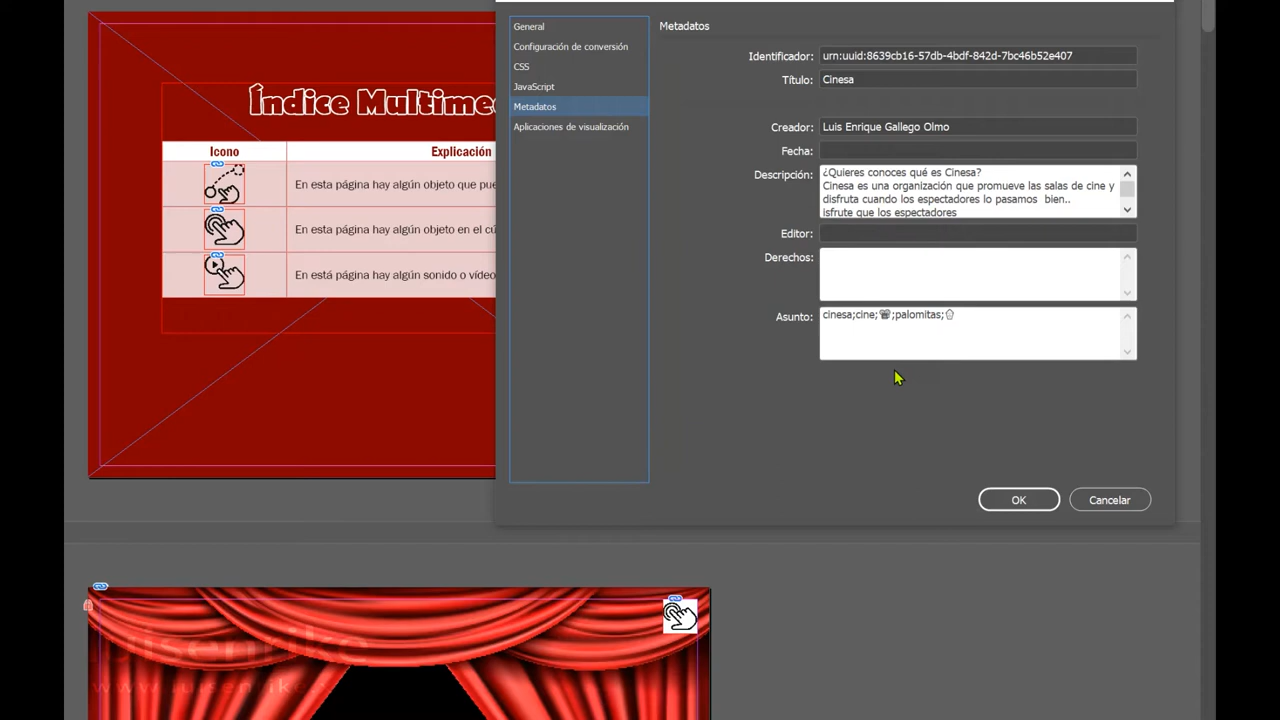 General
Configuración de conversión
CSS
JavaScript
Metadatos
Aplicaciones de visualización
Metadatos
Identificador: urn:uuid:8639cb16-57db-4bdf-842d-7bc46b52e407
Título: Cinesa
Creador: Luis Enrique Gallego Olmo
Fecha:
Descripción: ¿Quieres conoces qué es Cinesa?
Cinesa es una organización que promueve las salas de cine y
disfruta cuando los espectadores lo pasamos bien..
isfrute que los espectadores
Editor:
Derechos:
Asunto: cinesa;cine;📽;palomitas;🍿
OK Cancelar
Índice Multime
Icono Explicación
En esta página hay algún objeto que pue
En esta página hay algún objeto en el cú
En está página hay algún sonido o vídeo
luisenrike
www.luisenrike